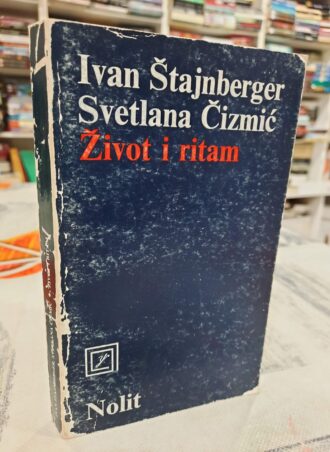 Ivan Štajnberger
Svetlana Čizmić
Život i ritam
Nolit